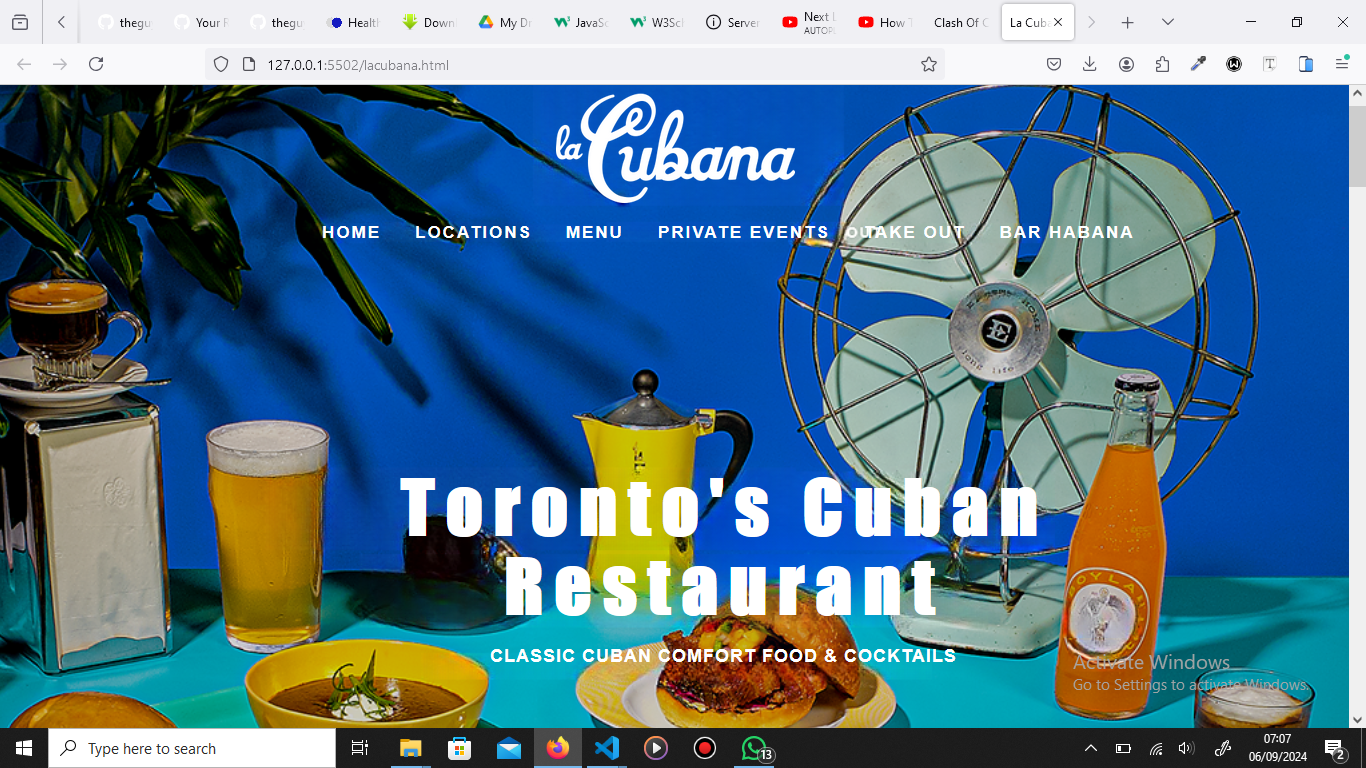 thegu
Your R
thegu
Health
Down
My Dr
JavaSc
W3Sch
Server
Next L
AUTOPL
How T
Clash Of C
La Cuba
127.0.0.1:5502/lacubana.html
la Cubana
HOME LOCATIONS MENU PRIVATE EVENTS TAKE OUT BAR HABANA
E
Toronto's Cuban
Restaurant
CLASSIC CUBAN COMFORT FOOD & COCKTAILS
BOYLAN
Activate Windows
Go to Settings to activate Windows.
Type here to search
13
07:07
06/09/2024
2